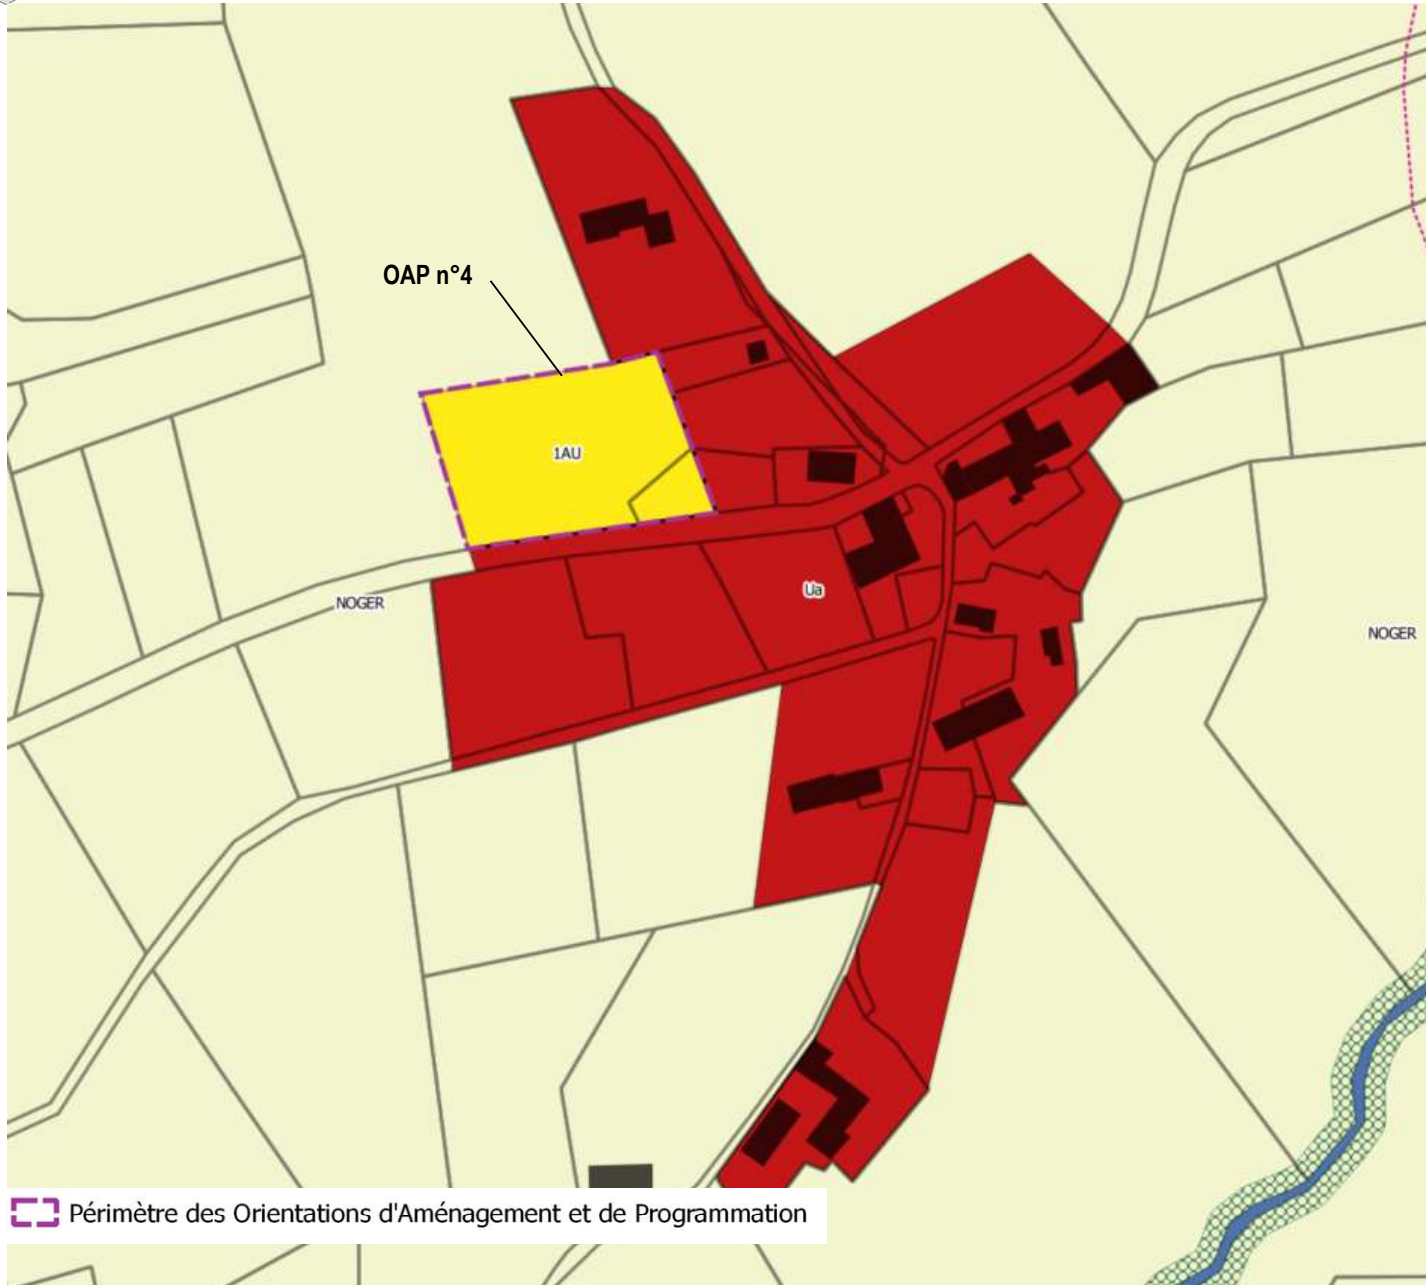 OAP n°4
1AU
Ua
NOGER
NOGER
Périmètre des Orientations d'Aménagement et de Programmation